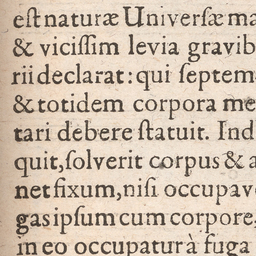 eſt naturæ Univerſæ ma
& viciſſim levia gravib
rii declarat: qui ſeptem
& totidem corpora me
tari debere ſtatuit. Ind
quit, ſolverit corpus & a
net fixum, niſi occupav
gas ipſum cum corpore,
in eo occupatur à fuga